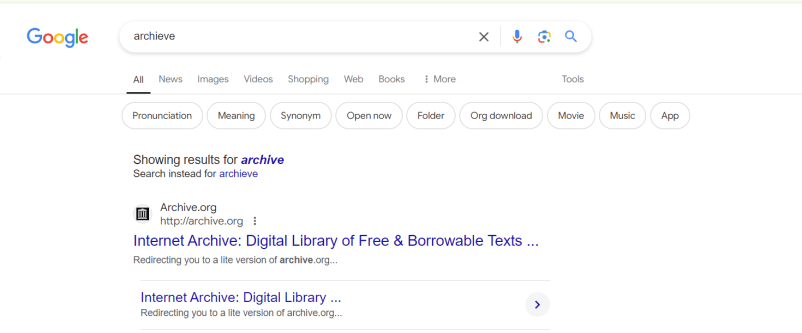 Google archieve
All News Images Videos Shopping Web Books More Tools
Pronunciation Meaning Synonym Open now Folder Org download Movie Music App
Showing results for archive
Search instead for archieve
Archive.org
http://archive.org
Internet Archive: Digital Library of Free & Borrowable Texts ...
Redirecting you to a lite version of archive.org...
Internet Archive: Digital Library ...
Redirecting you to a lite version of archive.org...